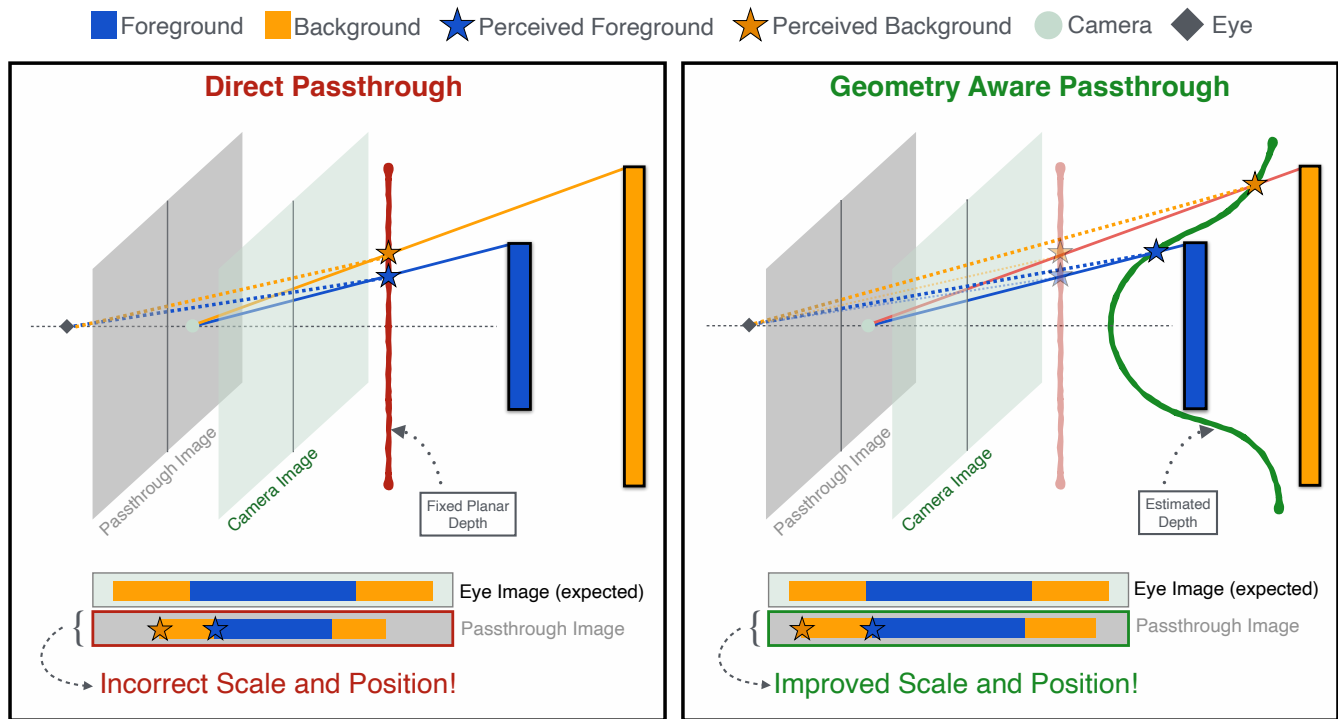 Foreground Background Perceived Foreground Perceived Background Camera Eye
Direct Passthrough
Passthrough Image
Camera Image
Fixed Planar
Depth
Eye Image (expected)
Passthrough Image
{
Incorrect Scale and Position!
Geometry Aware Passthrough
Passthrough Image
Camera Image
Estimated
Depth
Eye Image (expected)
Passthrough Image
{
Improved Scale and Position!